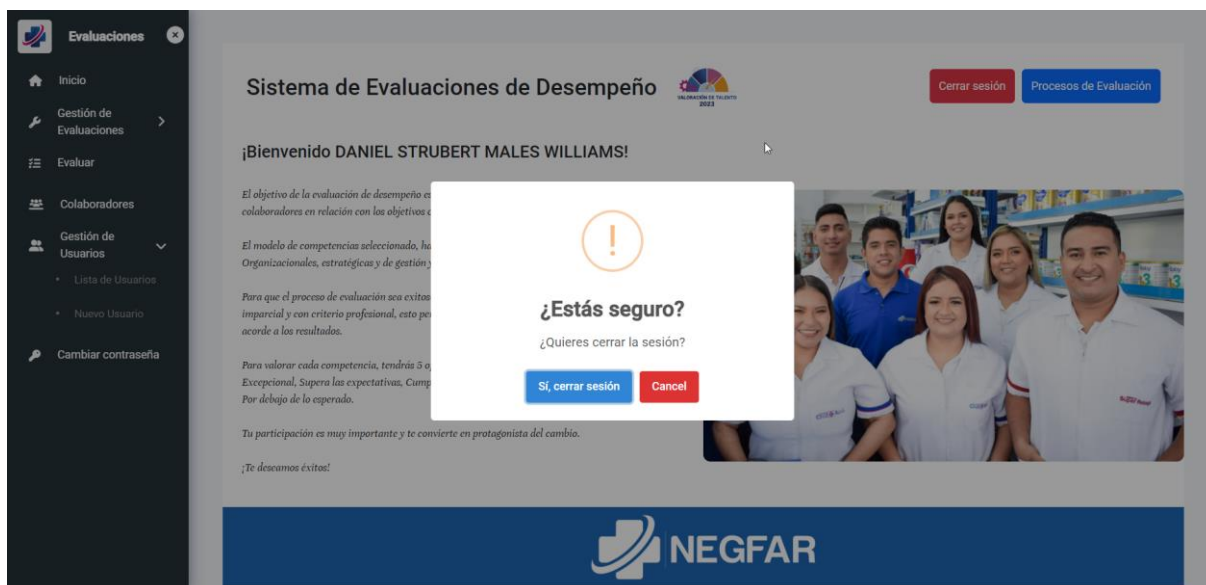 Evaluaciones
Inicio
Gestión de
Evaluaciones
Evaluar
Colaboradores
Gestión de
Usuarios
Lista de Usuarios
Nuevo Usuario
Cambiar contraseña
Sistema de Evaluaciones de Desempeño
VALORACIÓN DE TALENTO
2023
Cerrar sesión
Procesos de Evaluación
¡Bienvenido DANIEL STRUBERT MALES WILLIAMS!
El objetivo de la evaluación de desempeño
colaboradores en relación con los objetivos
El modelo de competencias seleccionado,
Organizacionales, estratégicas y de gestión
Para que el proceso de evaluación sea
imparcial y con criterio profesional, esto
acorde a los resultados.
Para valorar cada competencia, tendrás 5
Excepcional, Supera las expectativas,
Por debajo de lo esperado.
Tu participación es muy importante y te convierte en protagonista del cambio.
¡Te deseamos éxitos!
!
¿Estás seguro?
¿Quieres cerrar la sesión?
Sí, cerrar sesión
Cancel
NEGFAR